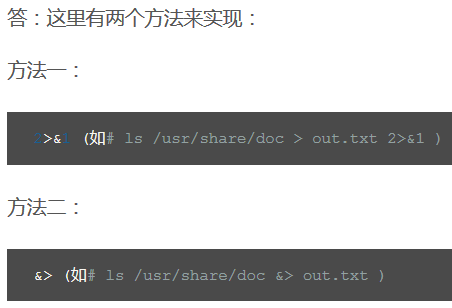 答：这里有两个方法来实现：
方法一：
2>&1 (如# ls /usr/share/doc > out.txt 2>&1 )
方法二：
&> (如# ls /usr/share/doc &> out.txt )